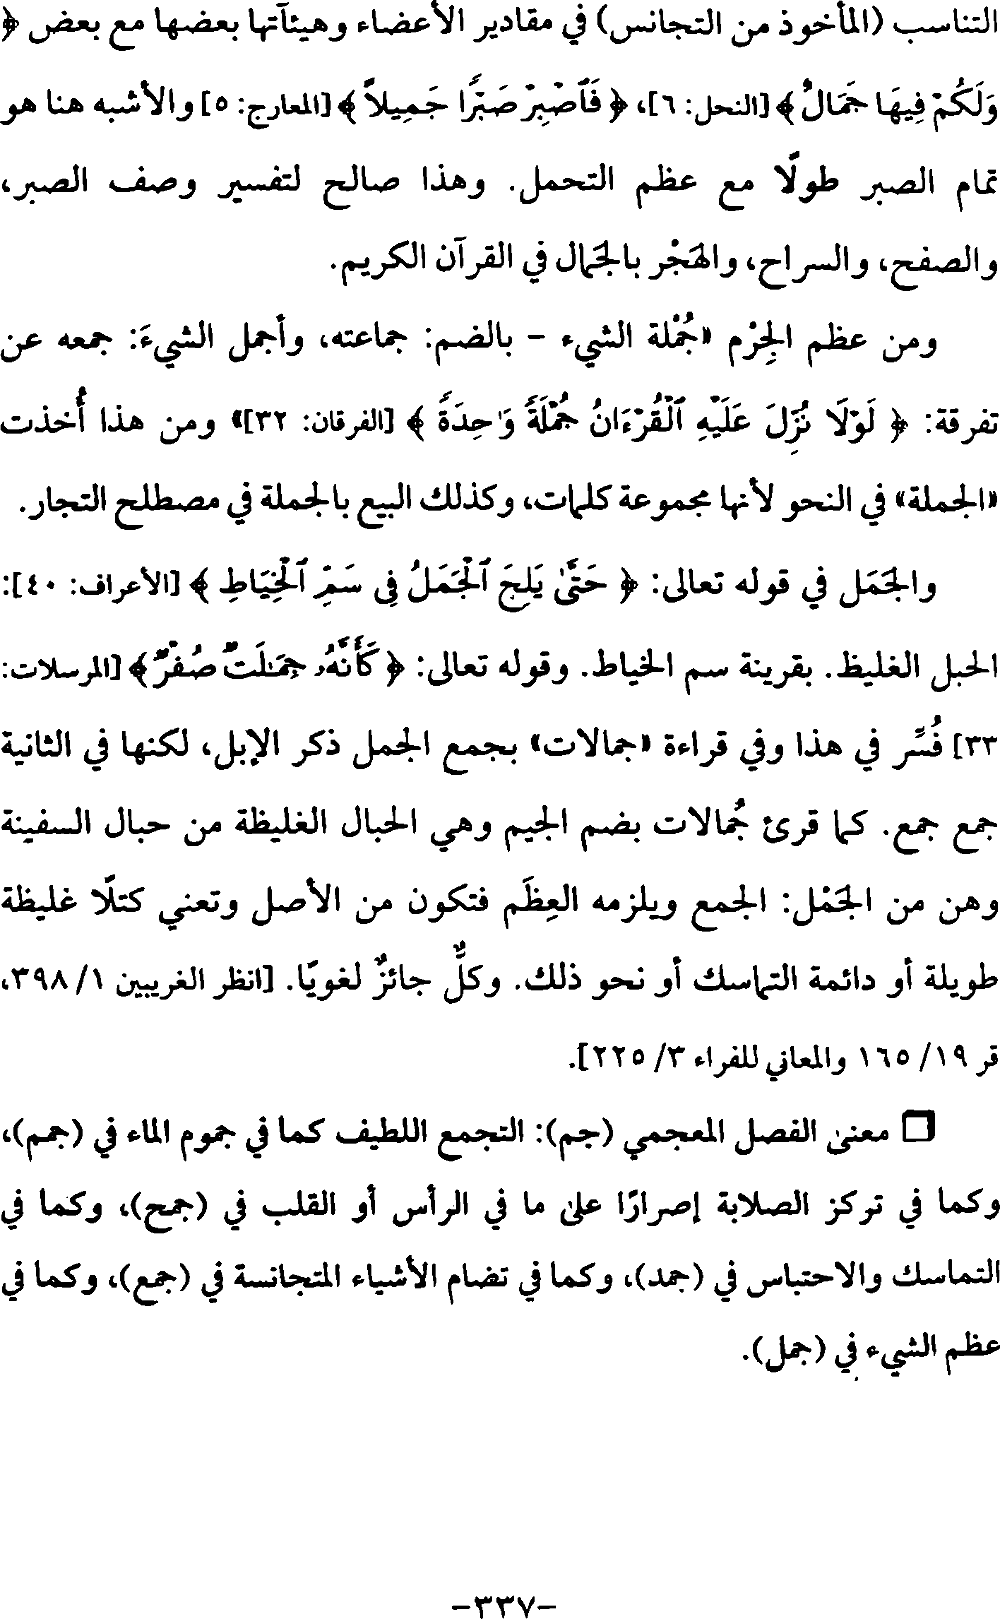 التناسب (المأخوذ من التجانس) في مقادير الأعضاء وهيئآتها بعضها مع بعض ﴿
وَلَكُمْ فِيهَا جَمَالٌ ﴾ [النحل: ٦]، ﴿ فَٱصْبِرْ صَبْرًا جَمِيلاً ﴾ [المعارج: ٥] والأشبه هنا هو
تمام الصبر طولًا مع عظم التحمل. وهذا صالح لتفسير وصف الصبر،
والصفح، والسراح، والهَجْر بالجَمال في القرآن الكريم.
ومن عظم الجِرْم «جُمْلة الشيء - بالضم: جماعته، وأجمل الشيءَ: جمعه عن
تفرقة: ﴿ لَوْلَا نُزِّلَ عَلَيْهِ ٱلْقُرْءَانُ جُمْلَةً وَٰحِدَةً ﴾ [الفرقان: ٣٢]» ومن هذا أُخذت
«الجملة» في النحو لأنها مجموعة كلمات، وكذلك البيع بالجملة في مصطلح التجار.
والجَمَل في قوله تعالى: ﴿ حَتَّىٰ يَلِجَ ٱلْجَمَلُ فِى سَمِّ ٱلْخِيَاطِ ﴾ [الأعراف: ٤٠]:
الحبل الغليظ. بقرينة سم الخياط. وقوله تعالى: ﴿ كَأَنَّهُۥ جِمَـٰلَتٌ صُفْرٌ ﴾ [المرسلات:
٣٣] فُسِّر في هذا وفي قراءة «جمالات» بجمع الجمل ذكر الإبل، لكنها في الثانية
جمع جمع. كما قرئ جُمالات بضم الجيم وهي الحبال الغليظة من حبال السفينة
وهن من الجَمْل: الجمع ويلزمه العِظَم فتكون من الأصل وتعني كتلًا غليظة
طويلة أو دائمة التماسك أو نحو ذلك. وكلٌّ جائزٌ لغويًا. [انظر الغريبين ١/ ٣٩٨،
قر ١٩/ ١٦٥ والمعاني للفراء ٣/ ٢٢٥].
□ معنى الفصل المعجمي (جم): التجمع اللطيف كما في جموم الماء في (جمم)،
وكما في تركز الصلابة إصرارًا على ما في الرأس أو القلب في (جمح)، وكما في
التماسك والاحتباس في (جمد)، وكما في تضام الأشياء المتجانسة في (جمع)، وكما في
عظم الشيء في (جمل).
-٣٣٧-